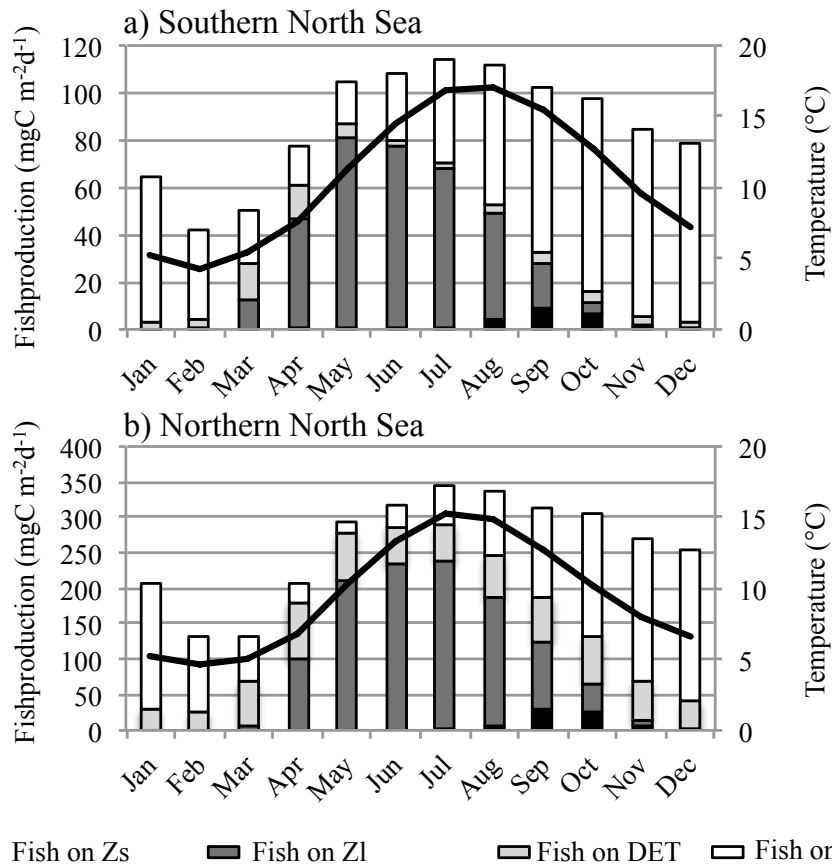 a) Southern North Sea
Fishproduction (mgC m-2d-1)
120
100
80
60
40
20
0
20
15
10
5
0
Temperature (°C)
Jan Feb Mar Apr May Jun Jul Aug Sep Oct Nov Dec
b) Northern North Sea
Fishproduction (mgC m-2d-1)
400
350
300
250
200
150
100
50
0
20
15
10
5
0
Temperature (°C)
Jan Feb Mar Apr May Jun Jul Aug Sep Oct Nov Dec
Fish on Zs Fish on Zl Fish on DET Fish on